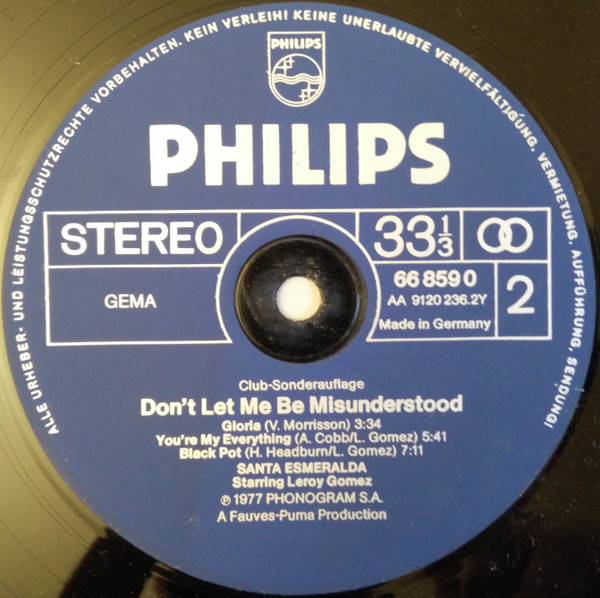 ALLE URHEBER- UND LEISTUNGSSCHUTZRECHTE VORBEHALTEN. KEIN VERLEIH! KEINE UNERLAUBTE VERVIELFÄLTIGUNG, VERMIETUNG, AUFFÜHRUNG, SENDUNG!
PHILIPS
PHILIPS
STEREO
33 1/3
GEMA
66 859 0
AA 9120 236.2Y
Made in Germany
2
Club-Sonderauflage
Don't Let Me Be Misunderstood
Gloria (V. Morrisson) 3:34
You're My Everything (A. Cobb/L. Gomez) 5:41
Black Pot (H. Headburn/L. Gomez) 7:11
SANTA ESMERALDA
Starring Leroy Gomez
℗ 1977 PHONOGRAM S.A.
A Fauves-Puma Production